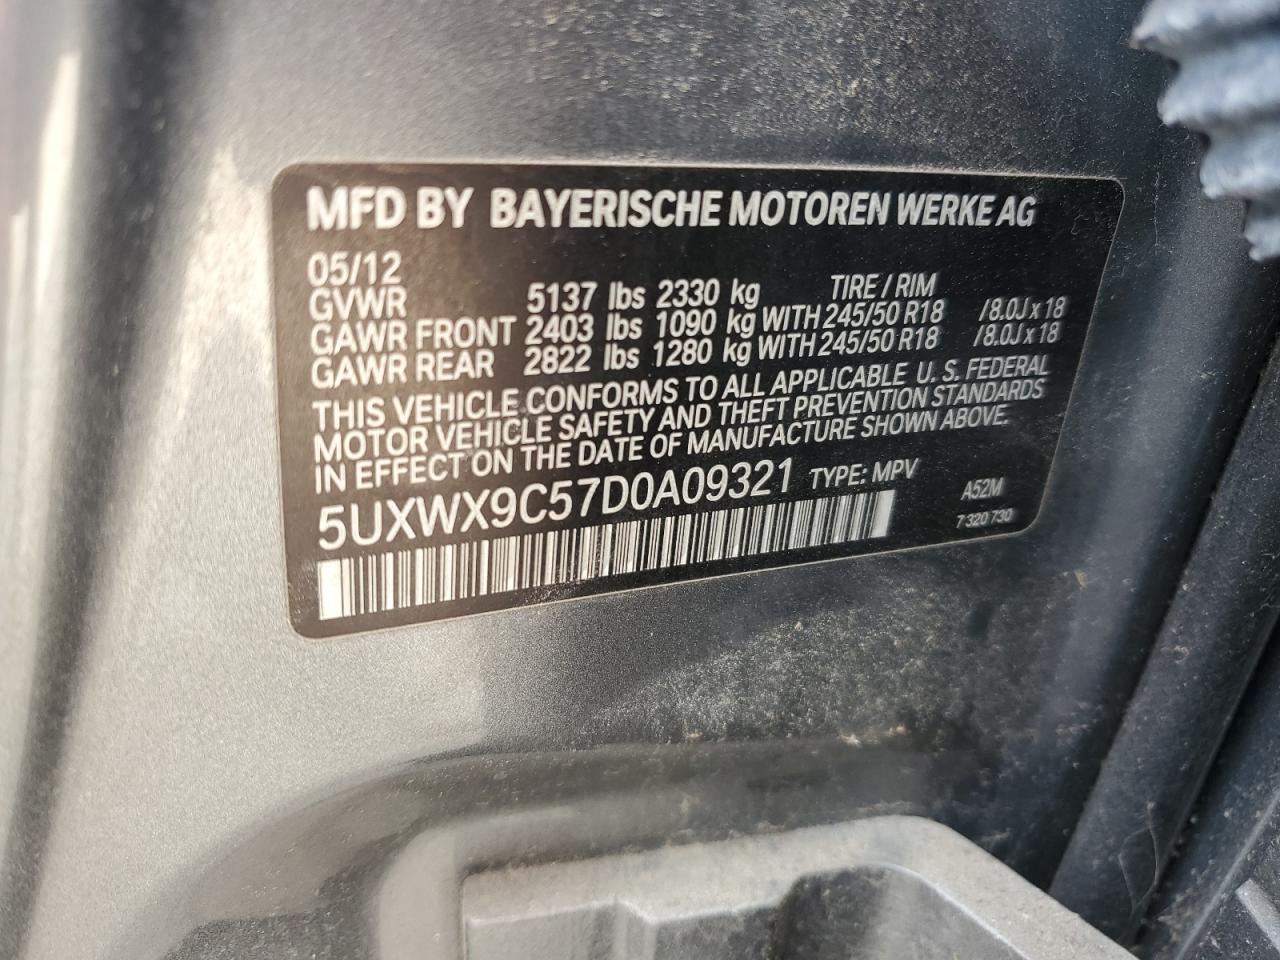 MFD BY BAYERISCHE MOTOREN WERKE AG
05/12
GVWR 5137 lbs 2330 kg TIRE / RIM
GAWR FRONT 2403 lbs 1090 kg WITH 245/50 R18 /8.0J x 18
GAWR REAR 2822 lbs 1280 kg WITH 245/50 R18 /8.0J x 18
THIS VEHICLE CONFORMS TO ALL APPLICABLE U. S. FEDERAL
MOTOR VEHICLE SAFETY AND THEFT PREVENTION STANDARDS
IN EFFECT ON THE DATE OF MANUFACTURE SHOWN ABOVE.
5UXWX9C57D0A09321 TYPE: MPV
A52M
7 320 730